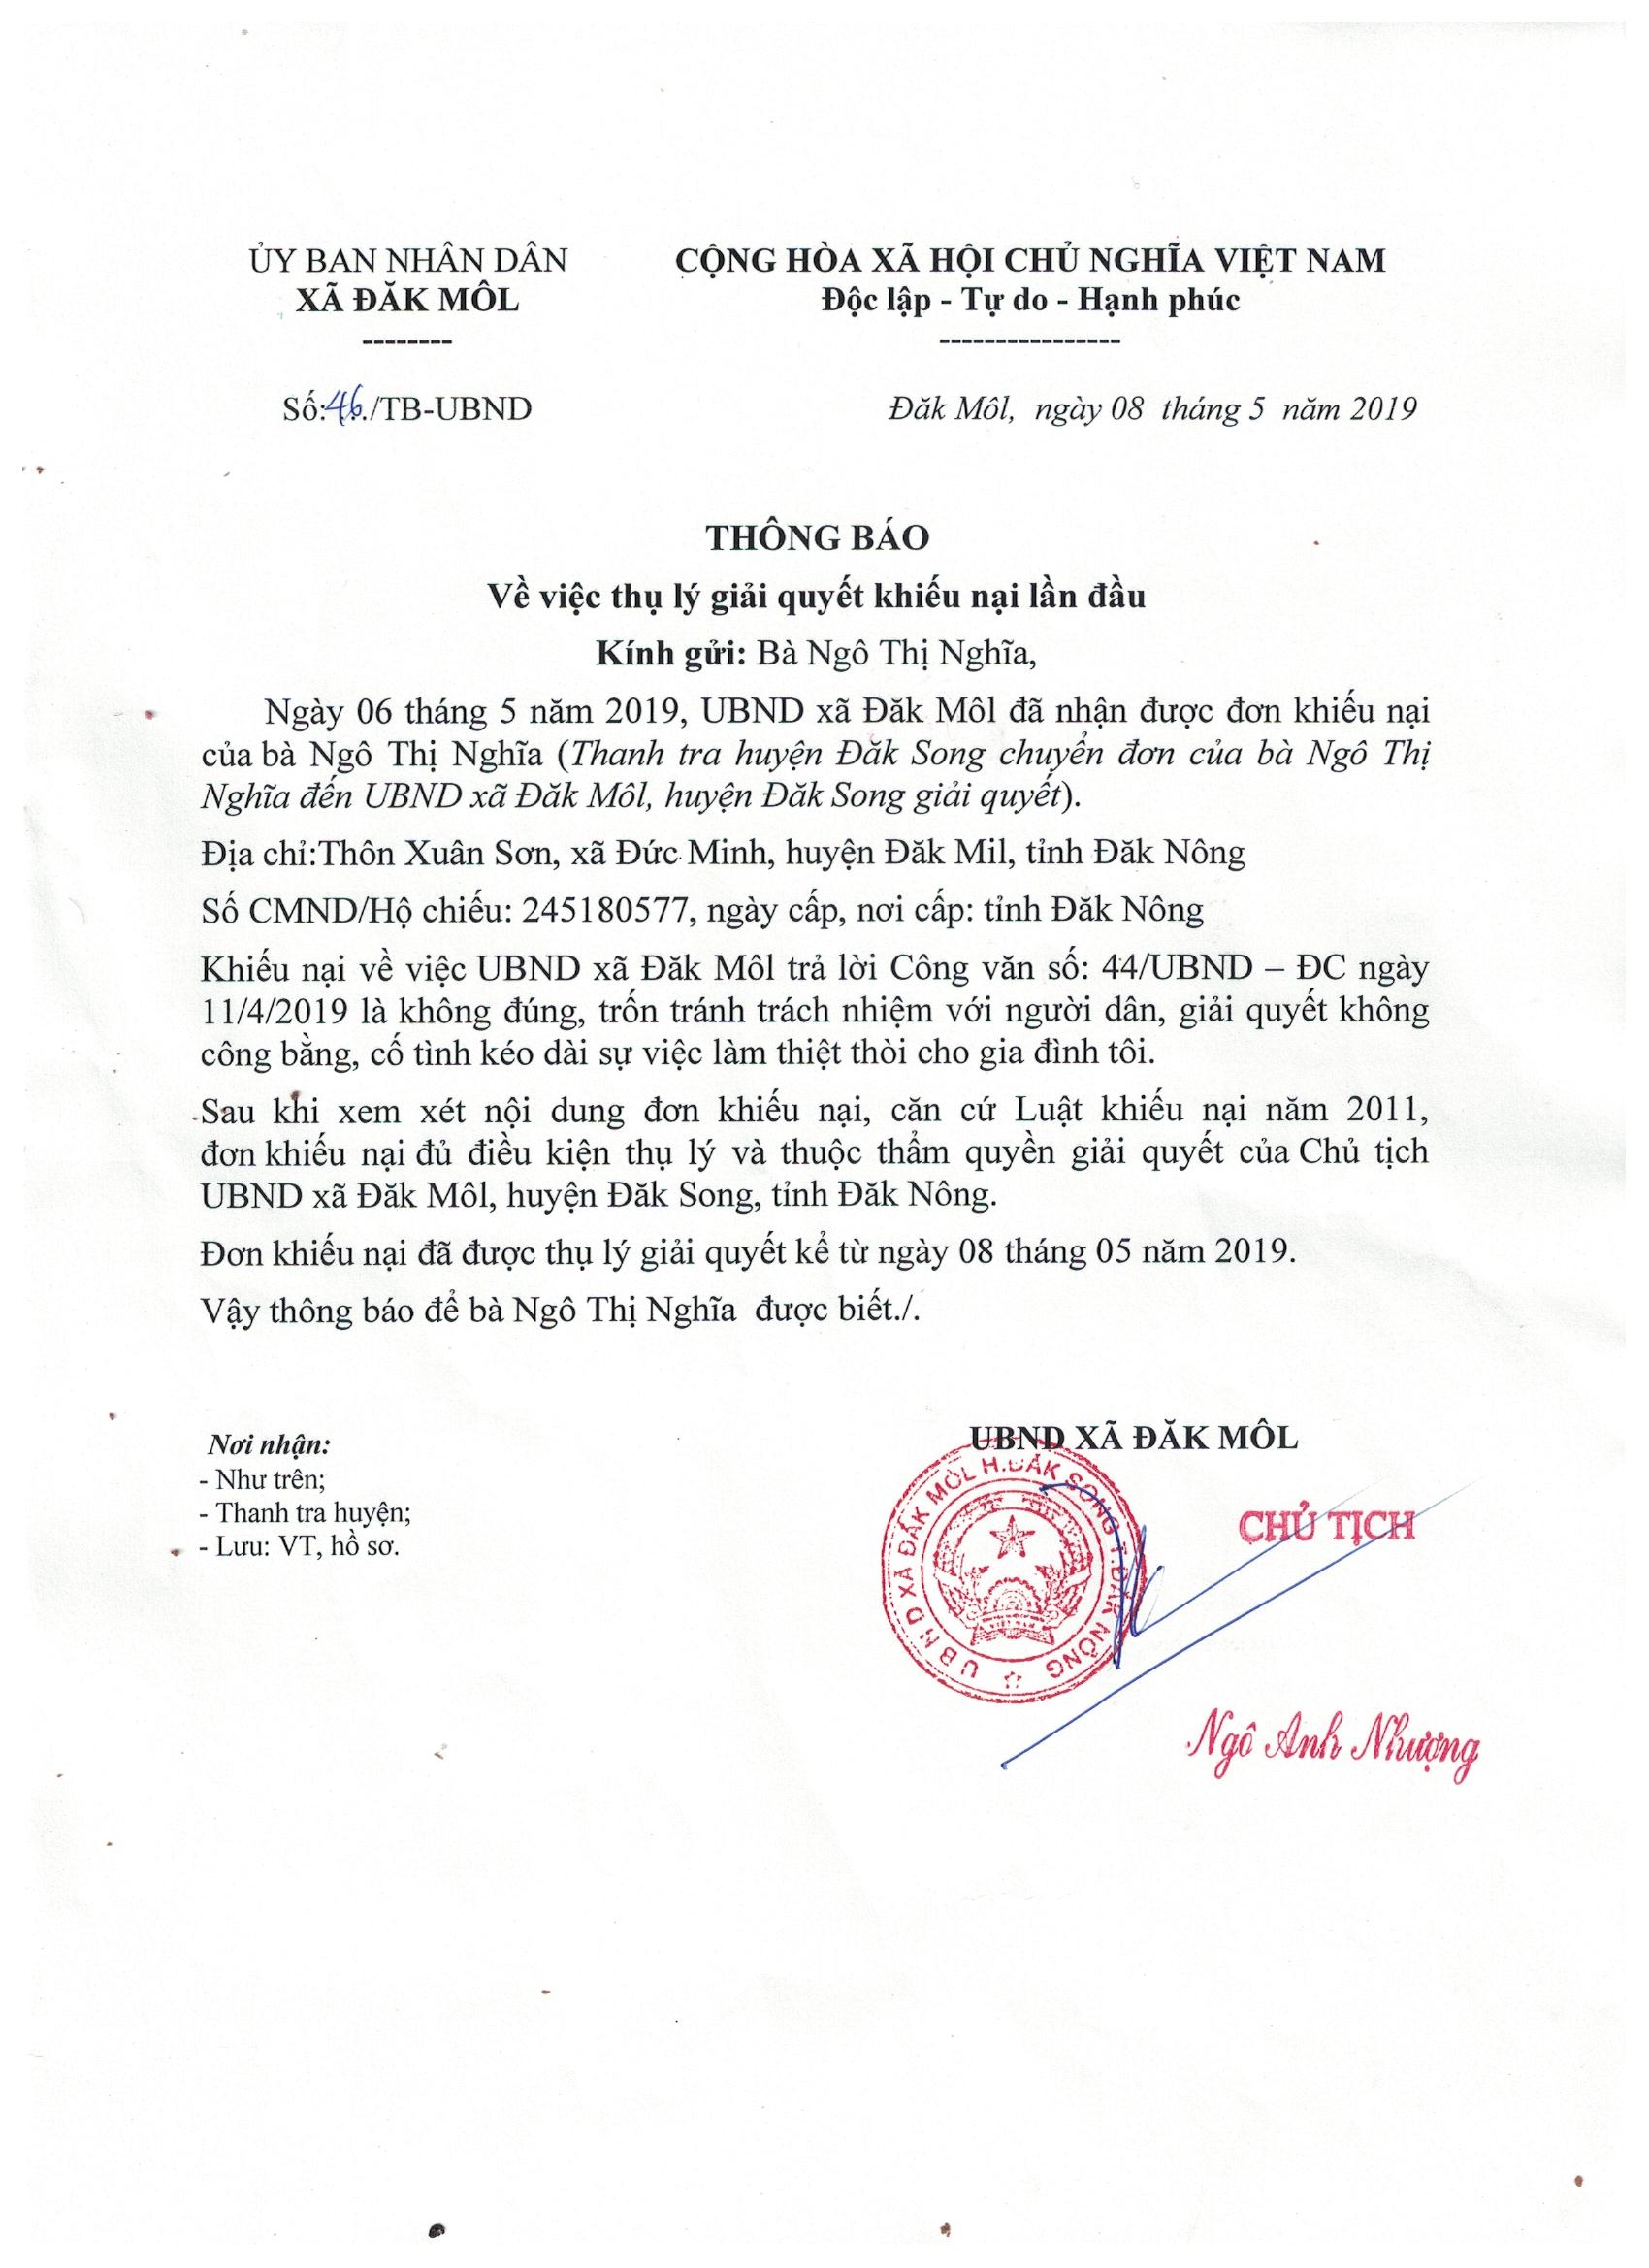 ỦY BAN NHÂN DÂN
XÃ ĐĂK MÔL
--------
Số:46./TB-UBND
CỘNG HÒA XÃ HỘI CHỦ NGHĨA VIỆT NAM
Độc lập - Tự do - Hạnh phúc
----------------
Đăk Môl, ngày 08 tháng 5 năm 2019
THÔNG BÁO
Về việc thụ lý giải quyết khiếu nại lần đầu
Kính gửi: Bà Ngô Thị Nghĩa,
Ngày 06 tháng 5 năm 2019, UBND xã Đăk Môl đã nhận được đơn khiếu nại
của bà Ngô Thị Nghĩa (Thanh tra huyện Đăk Song chuyển đơn của bà Ngô Thị
Nghĩa đến UBND xã Đăk Môl, huyện Đăk Song giải quyết).
Địa chỉ:Thôn Xuân Sơn, xã Đức Minh, huyện Đăk Mil, tỉnh Đăk Nông
Số CMND/Hộ chiếu: 245180577, ngày cấp, nơi cấp: tỉnh Đăk Nông
Khiếu nại về việc UBND xã Đăk Môl trả lời Công văn số: 44/UBND – ĐC ngày
11/4/2019 là không đúng, trốn tránh trách nhiệm với người dân, giải quyết không
công bằng, cố tình kéo dài sự việc làm thiệt thòi cho gia đình tôi.
Sau khi xem xét nội dung đơn khiếu nại, căn cứ Luật khiếu nại năm 2011,
đơn khiếu nại đủ điều kiện thụ lý và thuộc thẩm quyền giải quyết của Chủ tịch
UBND xã Đăk Môl, huyện Đăk Song, tỉnh Đăk Nông.
Đơn khiếu nại đã được thụ lý giải quyết kể từ ngày 08 tháng 05 năm 2019.
Vậy thông báo để bà Ngô Thị Nghĩa được biết./.
Nơi nhận:
- Như trên;
- Thanh tra huyện;
- Lưu: VT, hồ sơ.
UBND XÃ ĐĂK MÔL
CHỦ TỊCH
UBND XÃ ĐĂK MÔL H.ĐĂK SONG T.ĐĂK NÔNG
Ngô Anh Nhượng